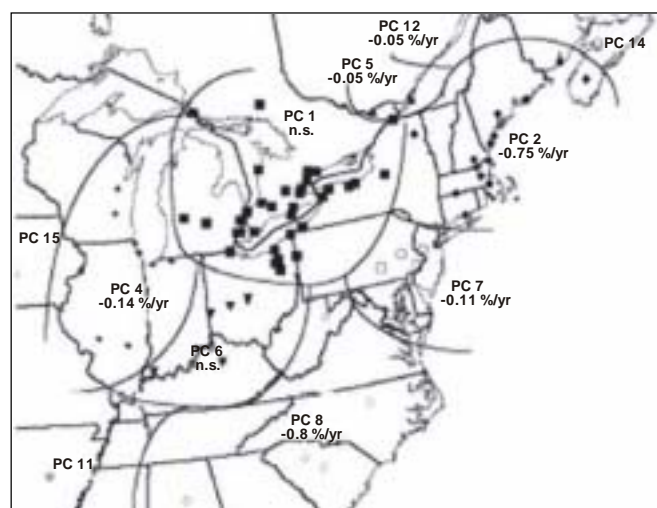 PC 12
-0.05 %/yr
PC 14
PC 5
-0.05 %/yr
PC 1
n.s.
PC 2
-0.75 %/yr
PC 15
PC 4
-0.14 %/yr
PC 7
-0.11 %/yr
PC 6
n.s.
PC 8
-0.8 %/yr
PC 11